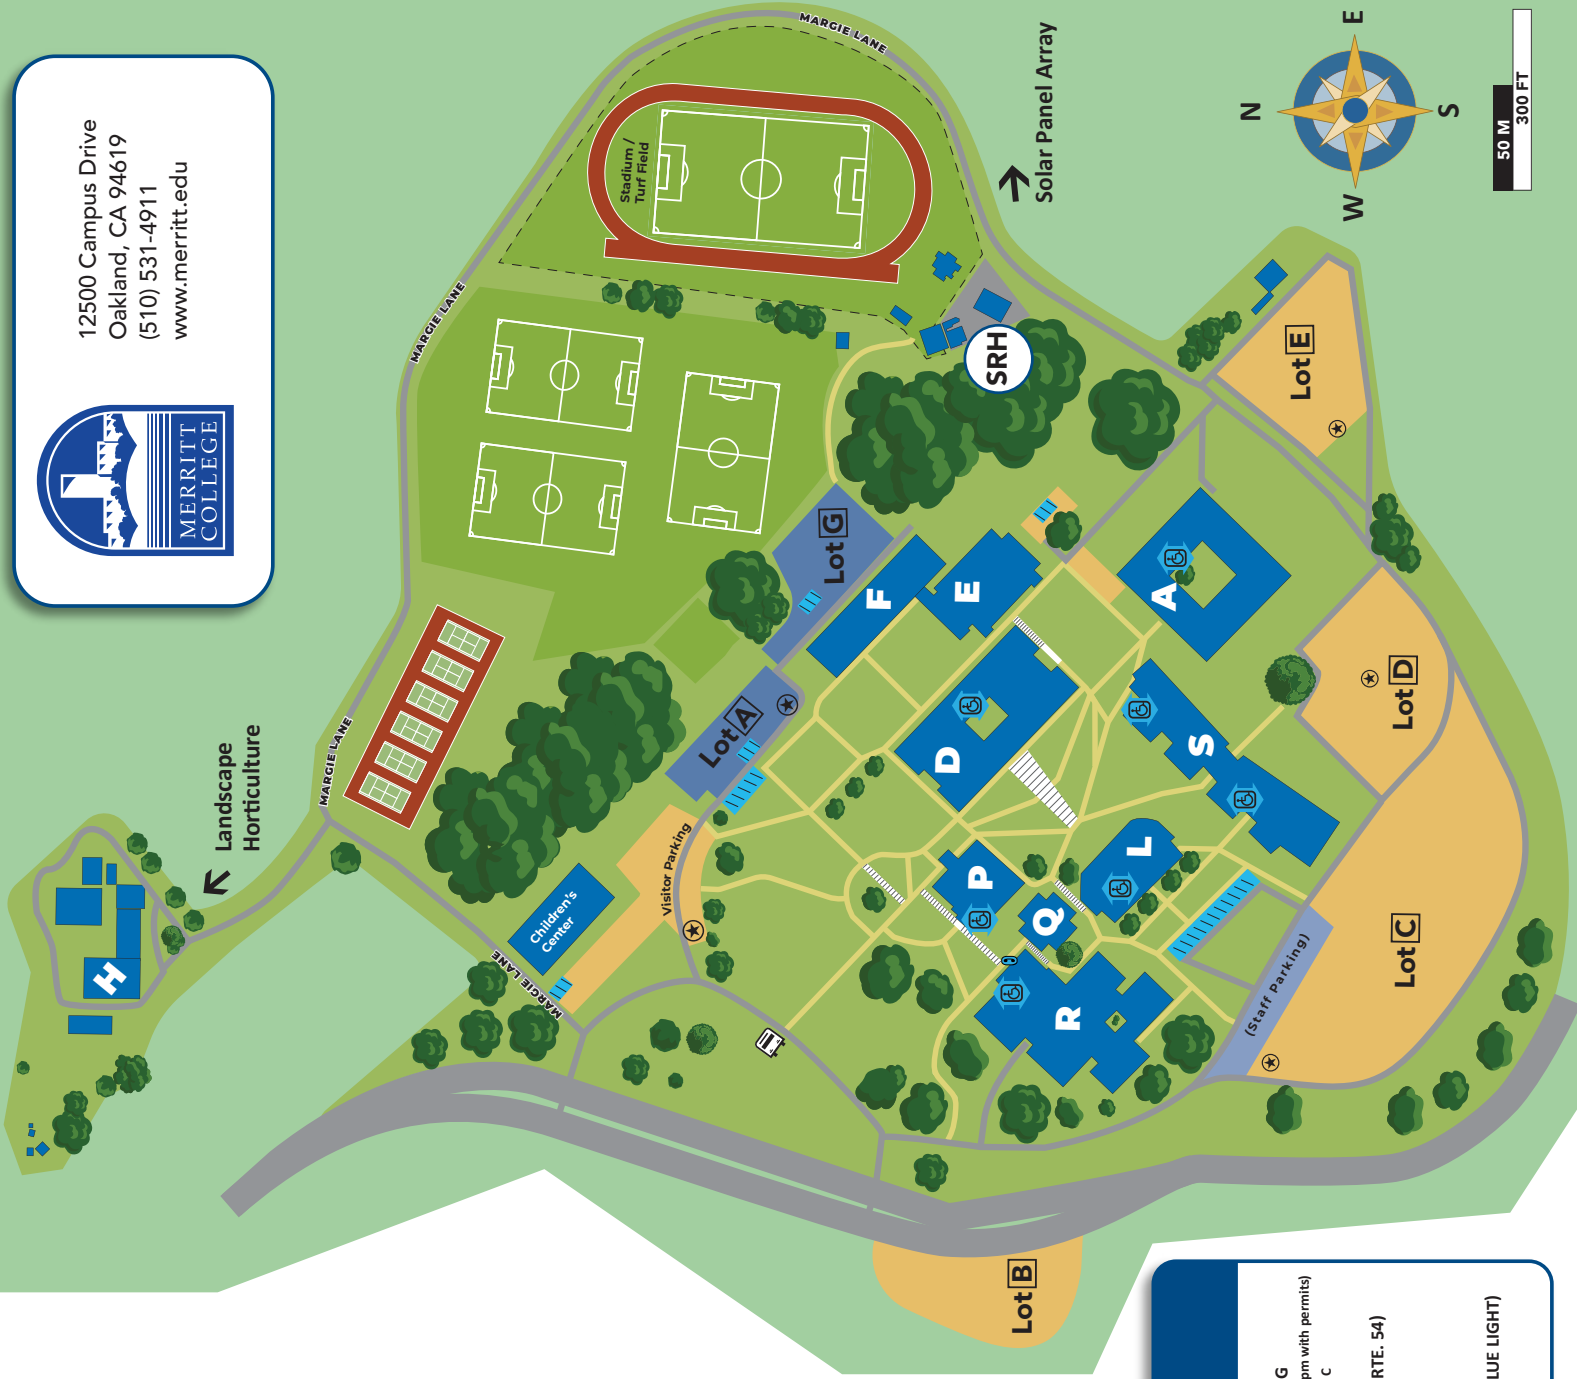 12500 Campus Drive
Oakland, CA 94619
(510) 531-4911
www.merritt.edu
MERRITT
COLLEGE
Landscape
Horticulture
H
MARGIE LANE
MARGIE LANE
MARGIE LANE
MARGIE LANE
Stadium /
Turf Field
Solar Panel Array
N
E
S
W
50 M
300 FT
SRH
Lot E
Lot G
Lot A
Visitor Parking
Children's
Center
F
E
D
A
S
L
P
Q
R
Lot D
Lot C
(Staff Parking)
Lot B
G
pm with permits)
C
RTE. 54)
LUE LIGHT)